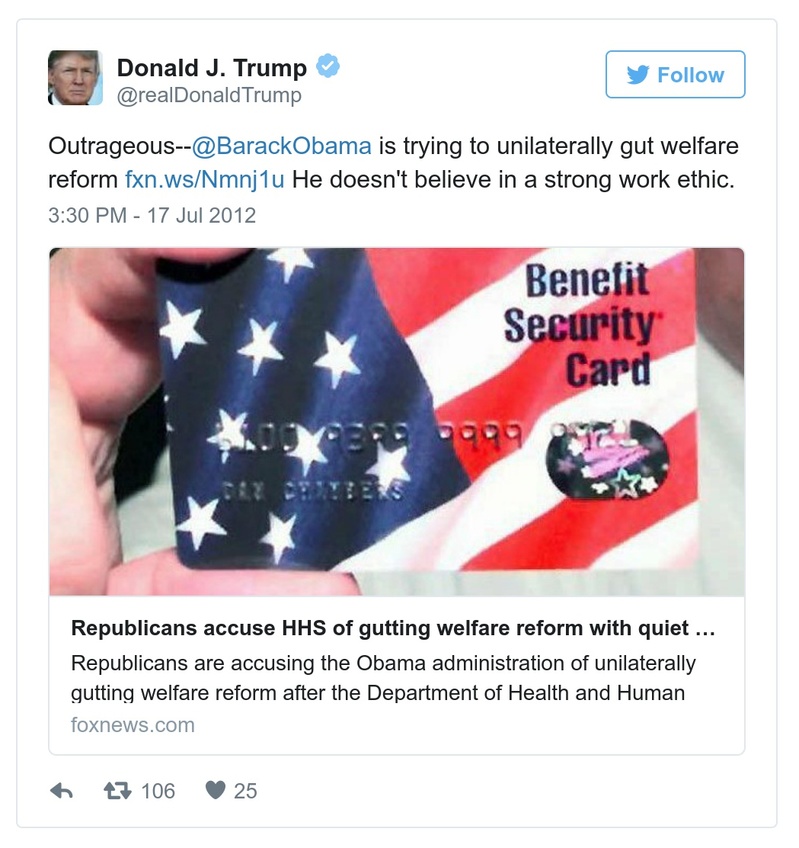 Donald J. Trump
@realDonaldTrump
Follow
Outrageous--@BarackObama is trying to unilaterally gut welfare
reform fxn.ws/Nmnj1u He doesn't believe in a strong work ethic.
3:30 PM - 17 Jul 2012
Benefit
Security
Card
9999
CHAMBERS
Republicans accuse HHS of gutting welfare reform with quiet ...
Republicans are accusing the Obama administration of unilaterally
gutting welfare reform after the Department of Health and Human
foxnews.com
106
25